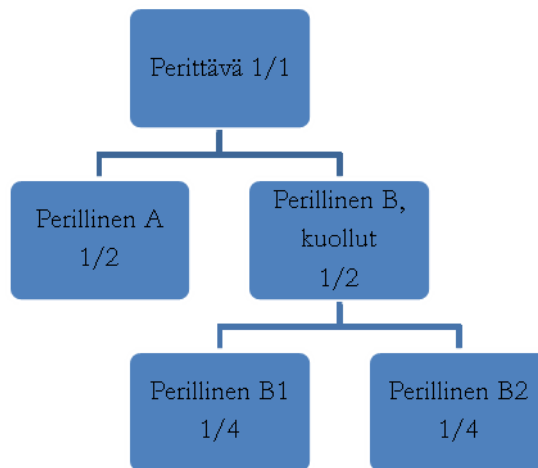 Perittävä 1/1
Perillinen A
1/2
Perillinen B,
kuollut
1/2
Perillinen B1
1/4
Perillinen B2
1/4